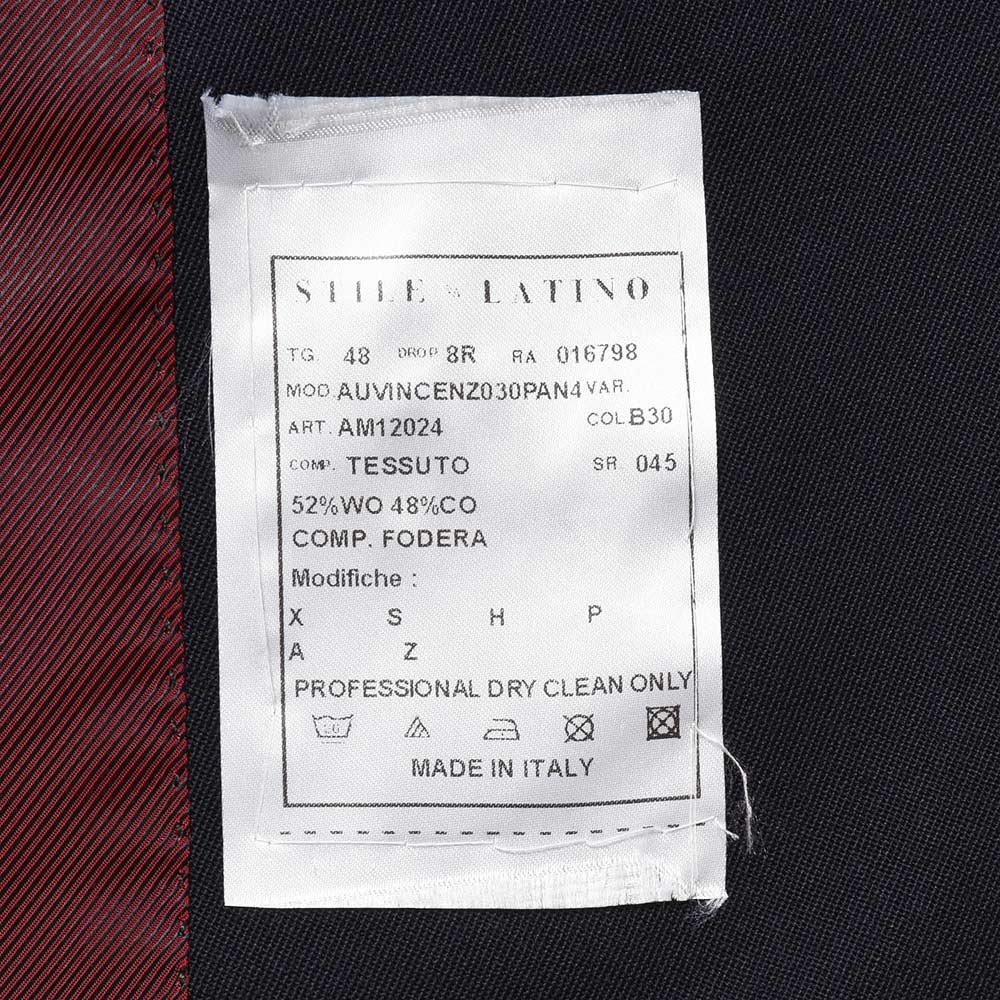 STILE LATINO
TG. 48 DROP 8R RA 016798
MOD. AUVINCENZ030PAN4 VAR.
ART. AM12024 COL. B30
COMP. TESSUTO SR 045
52%WO 48%CO
COMP. FODERA
Modifiche :
X S H P
A Z
PROFESSIONAL DRY CLEAN ONLY
MADE IN ITALY